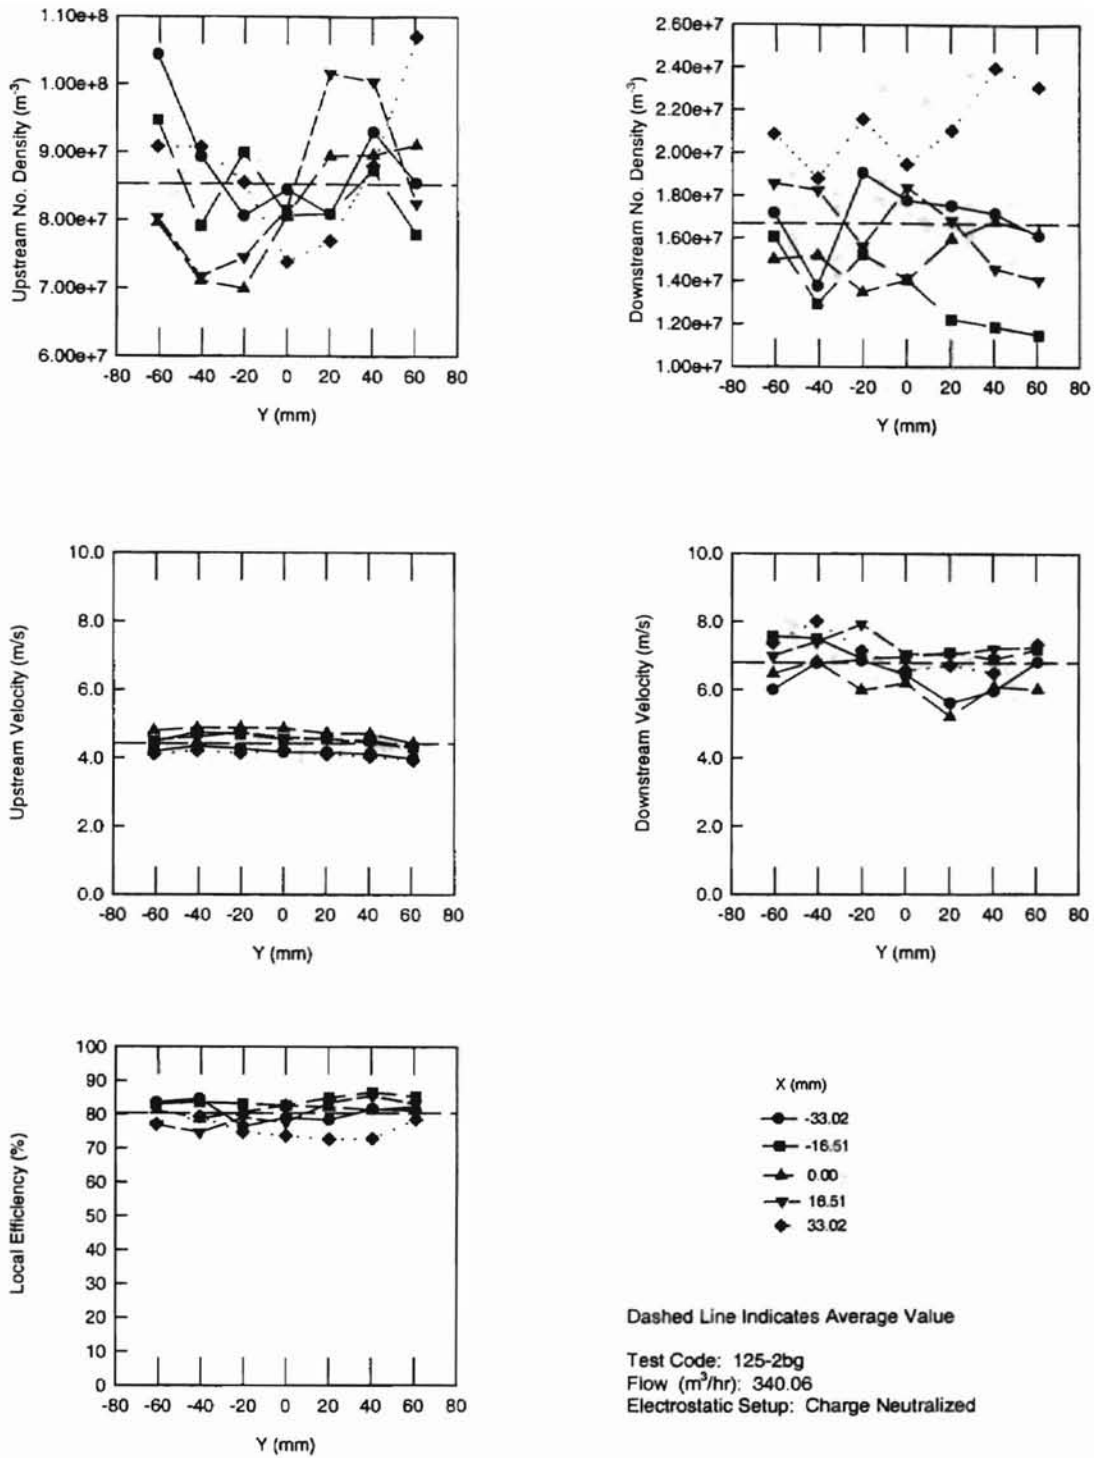 1.10e+8
1.00e+8
9.00e+7
8.00e+7
7.00e+7
6.00e+7
Upstream No. Density (m⁻³)
-80 -60 -40 -20 0 20 40 60 80
Y (mm)
2.60e+7
2.40e+7
2.20e+7
2.00e+7
1.80e+7
1.60e+7
1.40e+7
1.20e+7
1.00e+7
Downstream No. Density (m⁻³)
-80 -60 -40 -20 0 20 40 60 80
Y (mm)
10.0
8.0
6.0
4.0
2.0
0.0
Upstream Velocity (m/s)
-80 -60 -40 -20 0 20 40 60 80
Y (mm)
10.0
8.0
6.0
4.0
2.0
0.0
Downstream Velocity (m/s)
-80 -60 -40 -20 0 20 40 60 80
Y (mm)
100
90
80
70
60
50
40
30
20
10
0
Local Efficiency (%)
-80 -60 -40 -20 0 20 40 60 80
Y (mm)
X (mm)
-33.02
-16.51
0.00
16.51
33.02
Dashed Line Indicates Average Value
Test Code: 125-2bg
Flow (m³/hr): 340.06
Electrostatic Setup: Charge Neutralized